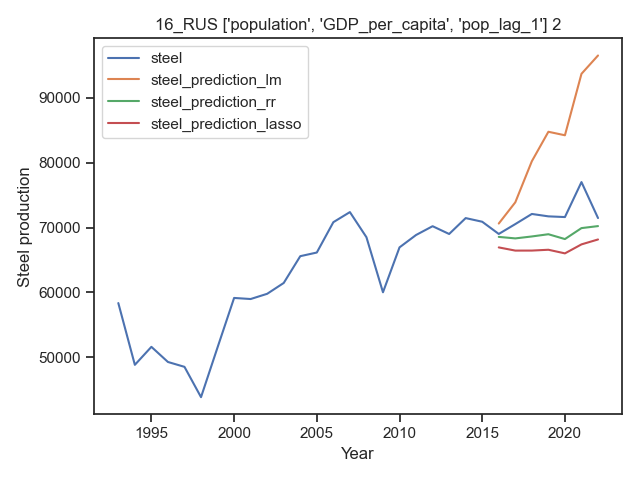 16_RUS ['population', 'GDP_per_capita', 'pop_lag_1'] 2
steel
steel_prediction_lm
steel_prediction_rr
steel_prediction_lasso
90000
80000
70000
60000
50000
Steel production
1995
2000
2005
2010
2015
2020
Year